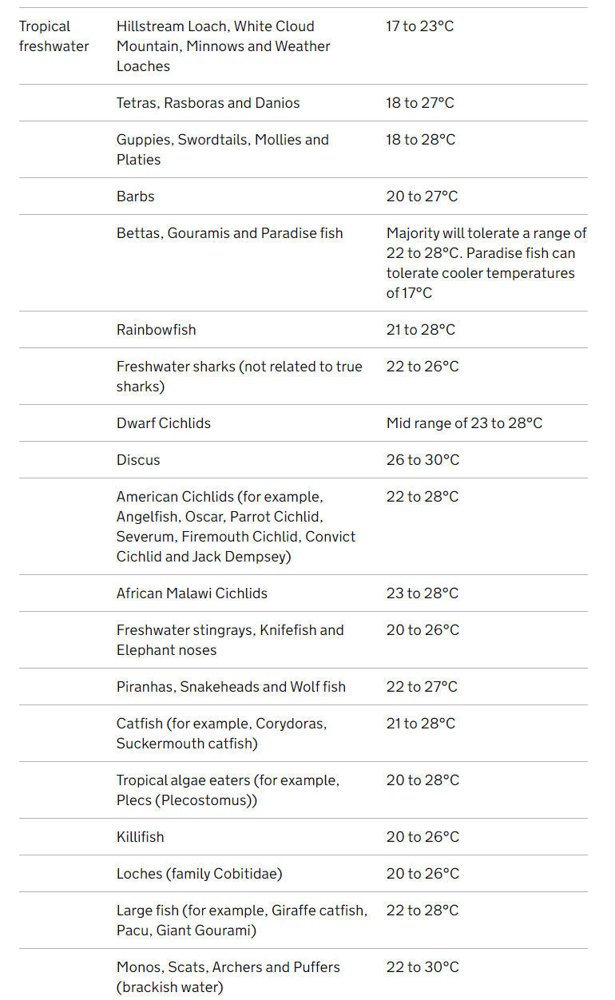 Tropical
freshwater
Hillstream Loach, White Cloud
Mountain, Minnows and Weather
Loaches
17 to 23°C
Tetras, Rasboras and Danios
18 to 27°C
Guppies, Swordtails, Mollies and
Platies
18 to 28°C
Barbs
20 to 27°C
Bettas, Gouramis and Paradise fish
Majority will tolerate a range of
22 to 28°C. Paradise fish can
tolerate cooler temperatures
of 17°C
Rainbowfish
21 to 28°C
Freshwater sharks (not related to true
sharks)
22 to 26°C
Dwarf Cichlids
Mid range of 23 to 28°C
Discus
26 to 30°C
American Cichlids (for example,
Angelfish, Oscar, Parrot Cichlid,
Severum, Firemouth Cichlid, Convict
Cichlid and Jack Dempsey)
22 to 28°C
African Malawi Cichlids
23 to 28°C
Freshwater stingrays, Knifefish and
Elephant noses
20 to 26°C
Piranhas, Snakeheads and Wolf fish
22 to 27°C
Catfish (for example, Corydoras,
Suckermouth catfish)
21 to 28°C
Tropical algae eaters (for example,
Plecs (Plecostomus))
20 to 28°C
Killifish
20 to 26°C
Loches (family Cobitidae)
20 to 26°C
Large fish (for example, Giraffe catfish,
Pacu, Giant Gourami)
22 to 28°C
Monos, Scats, Archers and Puffers
(brackish water)
22 to 30°C